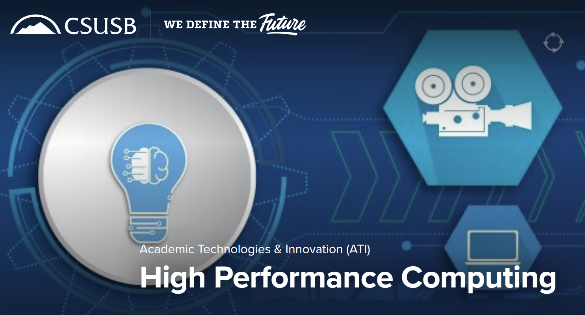 CSUSB
WE DEFINE THE Future
Academic Technologies & Innovation (ATI)
High Performance Computing